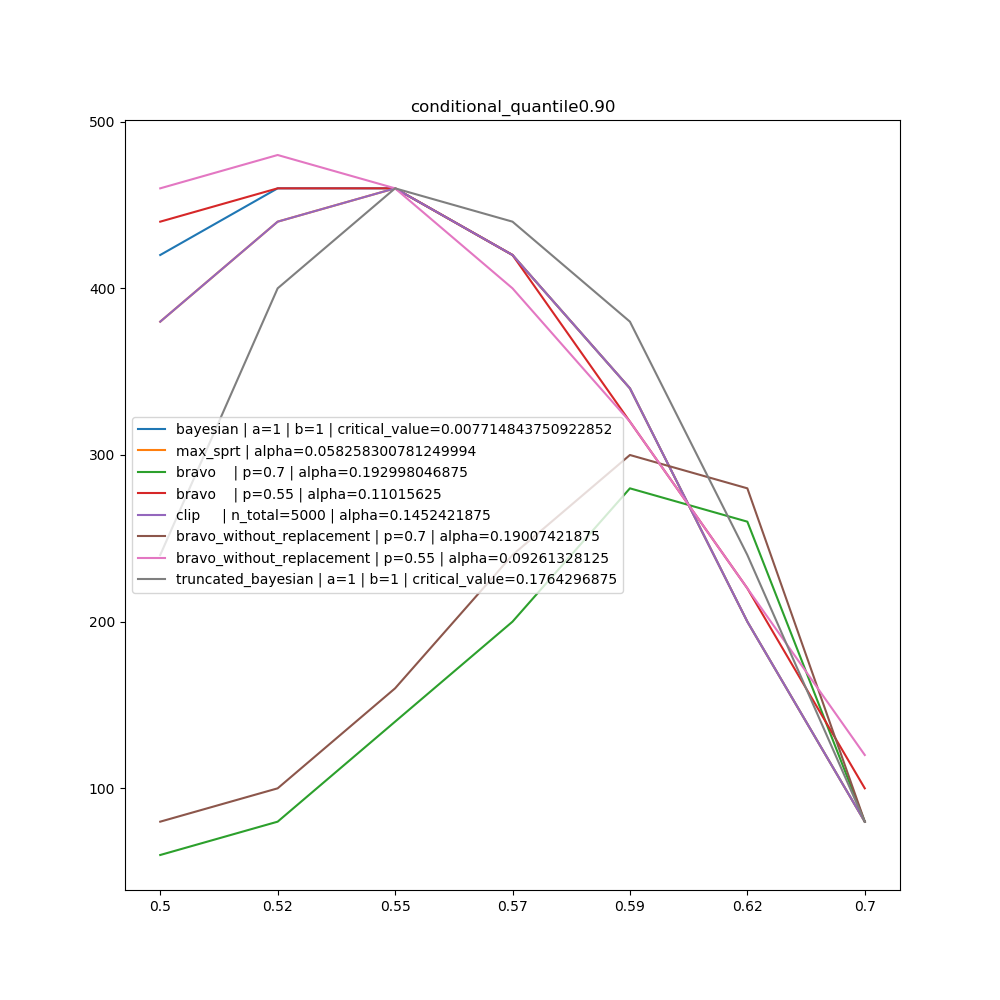 conditional_quantile0.90
500
400
300
200
100
bayesian | a=1 | b=1 | critical_value=0.007714843750922852
max_sprt | alpha=0.058258300781249994
bravo | p=0.7 | alpha=0.192998046875
bravo | p=0.55 | alpha=0.11015625
clip | n_total=5000 | alpha=0.1452421875
bravo_without_replacement | p=0.7 | alpha=0.19007421875
bravo_without_replacement | p=0.55 | alpha=0.09261328125
truncated_bayesian | a=1 | b=1 | critical_value=0.1764296875
0.5 0.52 0.55 0.57 0.59 0.62 0.7